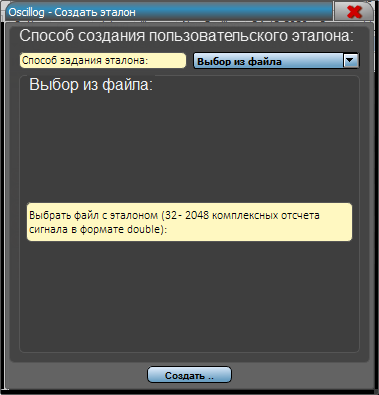 Oscillog - Создать эталон
Способ создания пользовательского эталона:
Способ задания эталона:
Выбор из файла
Выбор из файла:
Выбрать файл с эталоном (32- 2048 комплексных отсчета
сигнала в формате double):
Создать ..